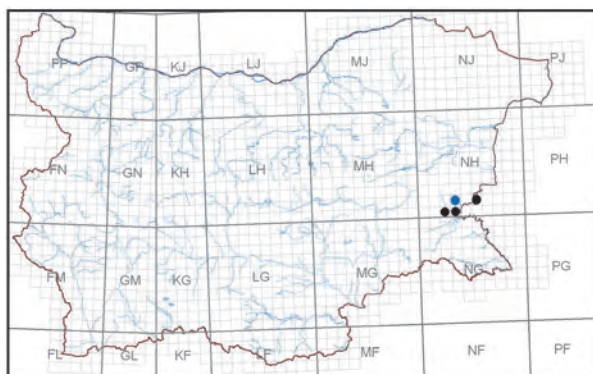 FP GP KJ LJ MJ NJ PJ
FN GN KH LH MH NH PH
FM GM KG LG MG NG PG
FL GL KF LF MF NF PF